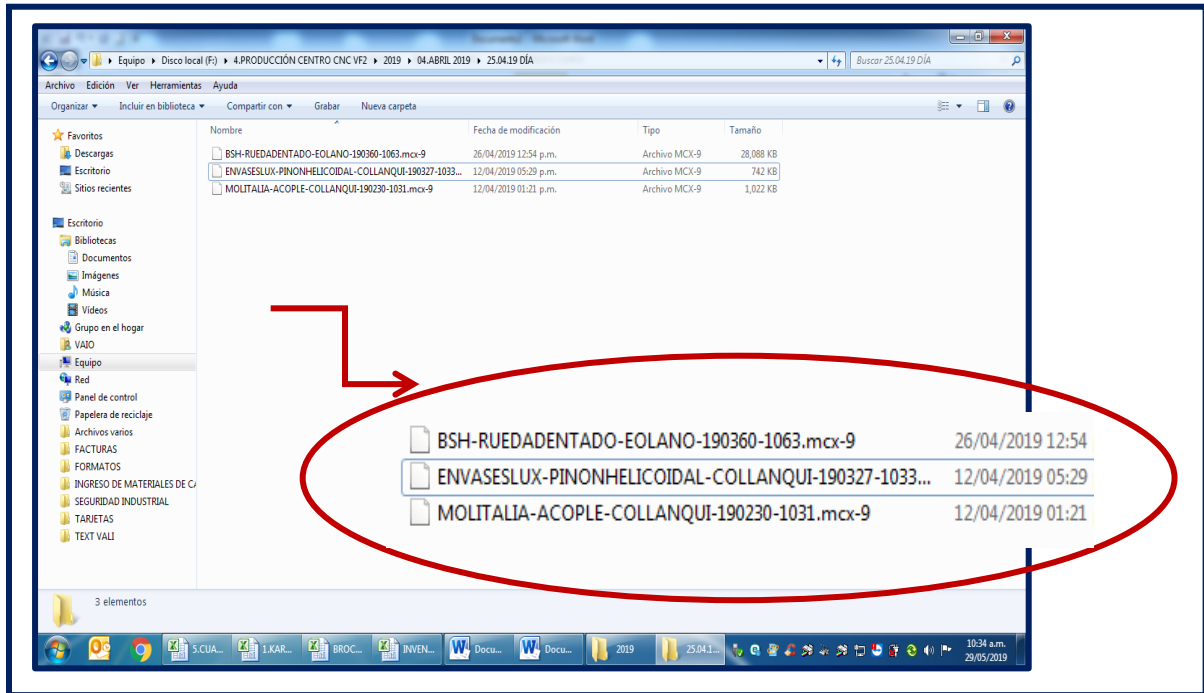 Equipo ▸ Disco local (F:) ▸ 4.PRODUCCIÓN CENTRO CNC VF2 ▸ 2019 ▸ 04.ABRIL 2019 ▸ 25.04.19 DÍA
Buscar 25.04.19 DÍA
Archivo Edición Ver Herramientas Ayuda
Organizar Incluir en biblioteca Compartir con Grabar Nueva carpeta
Nombre Fecha de modificación Tipo Tamaño
BSH-RUEDADENTADO-EOLANO-190360-1063.mcx-9 26/04/2019 12:54 p.m. Archivo MCX-9 28,088 KB
ENVASESLUX-PINONHELICOIDAL-COLLANQUI-190327-1033... 12/04/2019 05:29 p.m. Archivo MCX-9 742 KB
MOLITALIA-ACOPLE-COLLANQUI-190230-1031.mcx-9 12/04/2019 01:21 p.m. Archivo MCX-9 1,022 KB
Favoritos
Descargas
Escritorio
Sitios recientes
Escritorio
Bibliotecas
Documentos
Imágenes
Música
Vídeos
Grupo en el hogar
VAIO
Equipo
Red
Panel de control
Papelera de reciclaje
Archivos varios
FACTURAS
FORMATOS
INGRESO DE MATERIALES DE CA
SEGURIDAD INDUSTRIAL
TARJETAS
TEXT VALI
BSH-RUEDADENTADO-EOLANO-190360-1063.mcx-9 26/04/2019 12:54
ENVASESLUX-PINONHELICOIDAL-COLLANQUI-190327-1033... 12/04/2019 05:29
MOLITALIA-ACOPLE-COLLANQUI-190230-1031.mcx-9 12/04/2019 01:21
3 elementos
5.CUA... 1.KAR... BROC... INVEN... Docu... Docu... 2019 25.04.1...
10:34 a.m.
29/05/2019